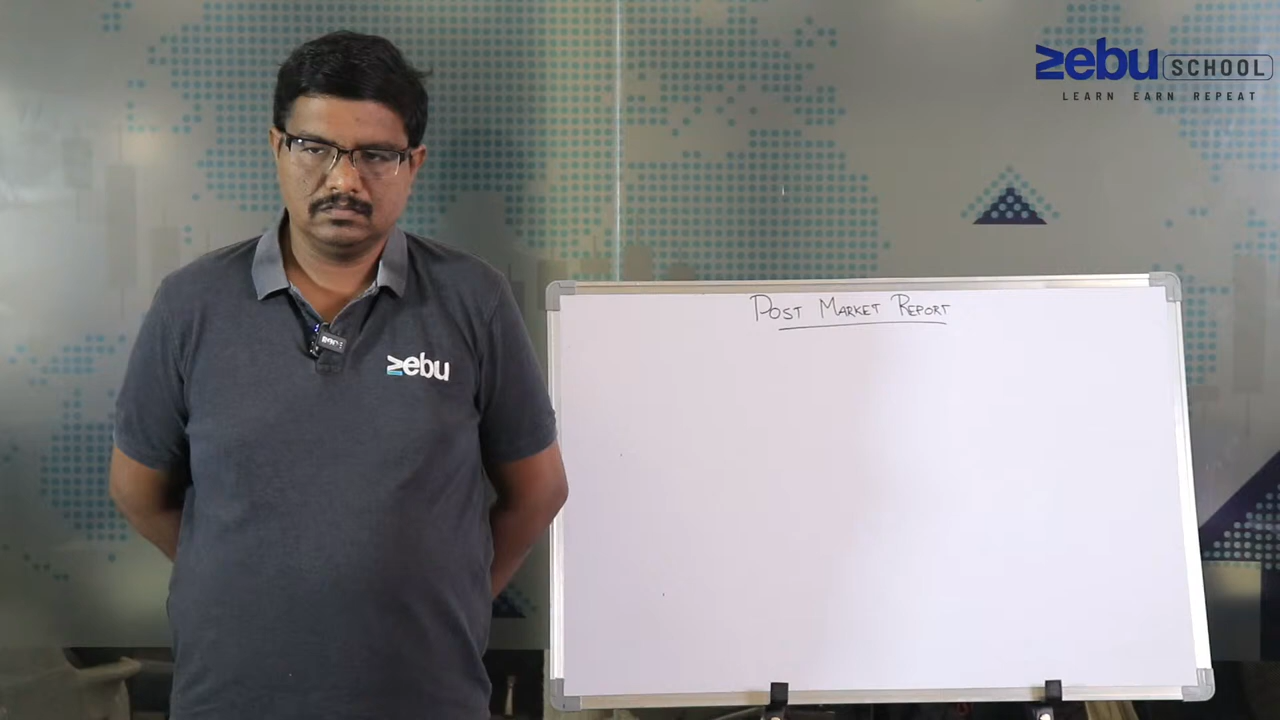 zebu SCHOOL
LEARN EARN REPEAT
POST MARKET REPORT
zebu